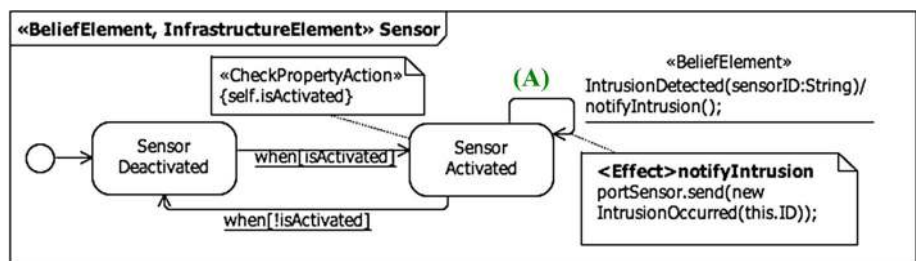 «BeliefElement, InfrastructureElement» Sensor
«CheckPropertyAction»
{self.isActivated}
(A)
«BeliefElement»
IntrusionDetected(sensorID:String)/
notifyIntrusion();
Sensor
Deactivated
when[isActivated]
Sensor
Activated
when[!isActivated]
<Effect>notifyIntrusion
portSensor.send(new
IntrusionOccurred(this.ID));